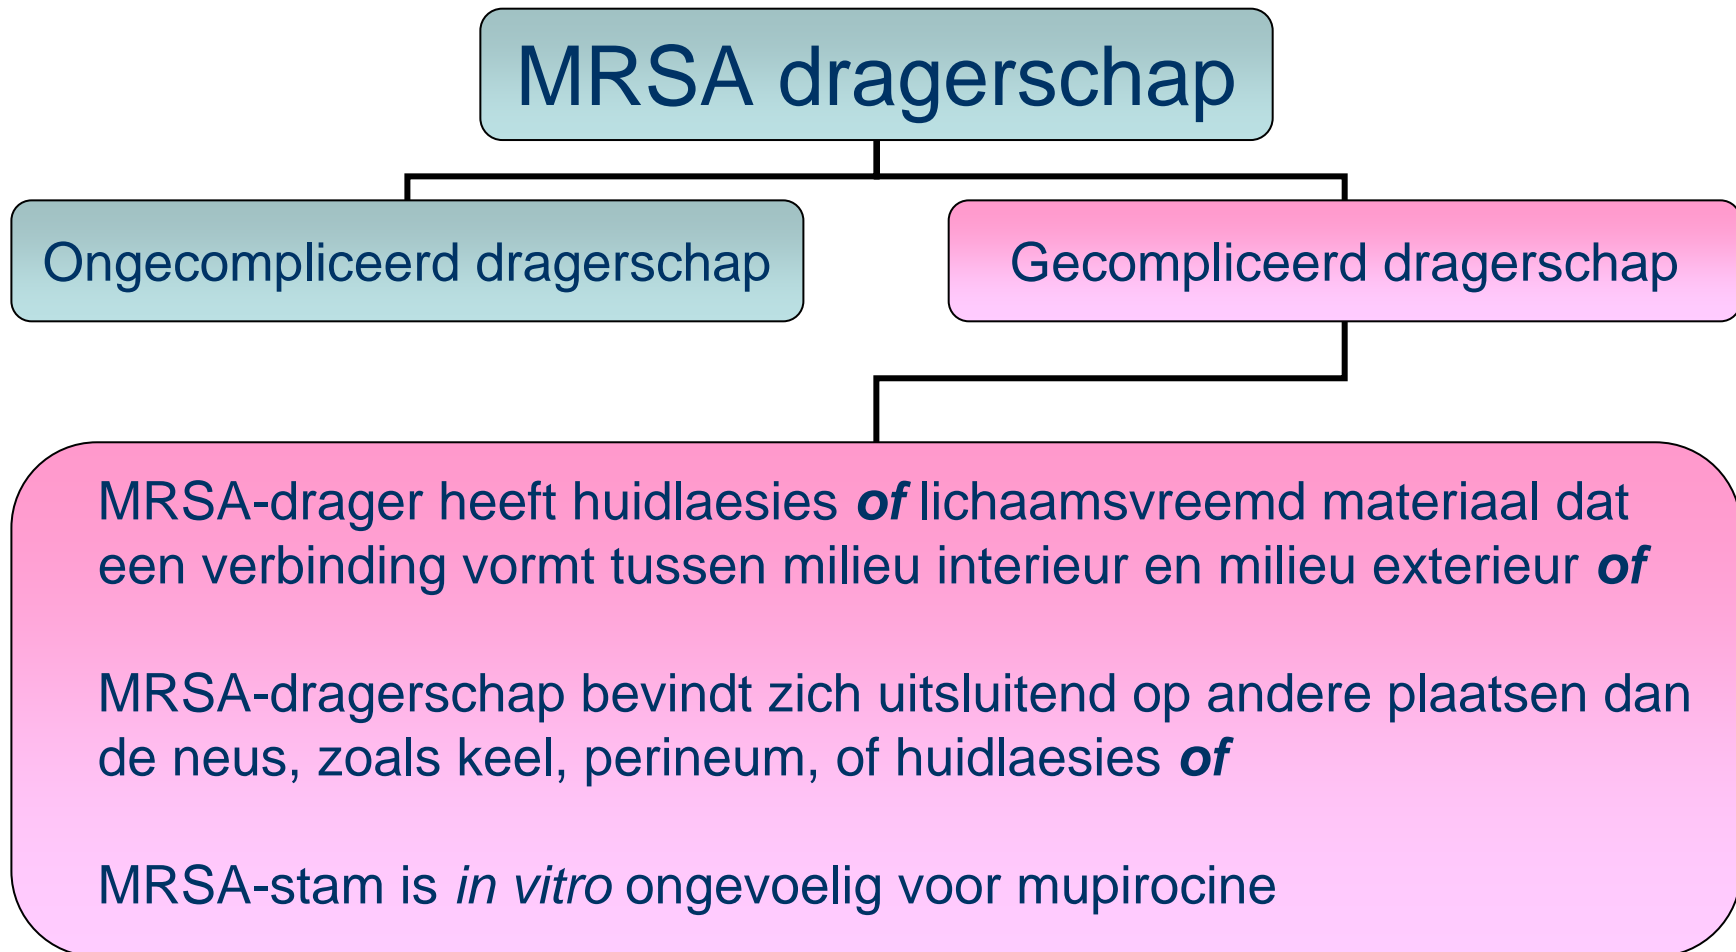 MRSA dragerschap
Ongecompliceerd dragerschap
Gecompliceerd dragerschap
MRSA-drager heeft huidlaesies of lichaamsvreemd materiaal dat
een verbinding vormt tussen milieu interieur en milieu exterieur of
MRSA-dragerschap bevindt zich uitsluitend op andere plaatsen dan
de neus, zoals keel, perineum, of huidlaesies of
MRSA-stam is in vitro ongevoelig voor mupirocine